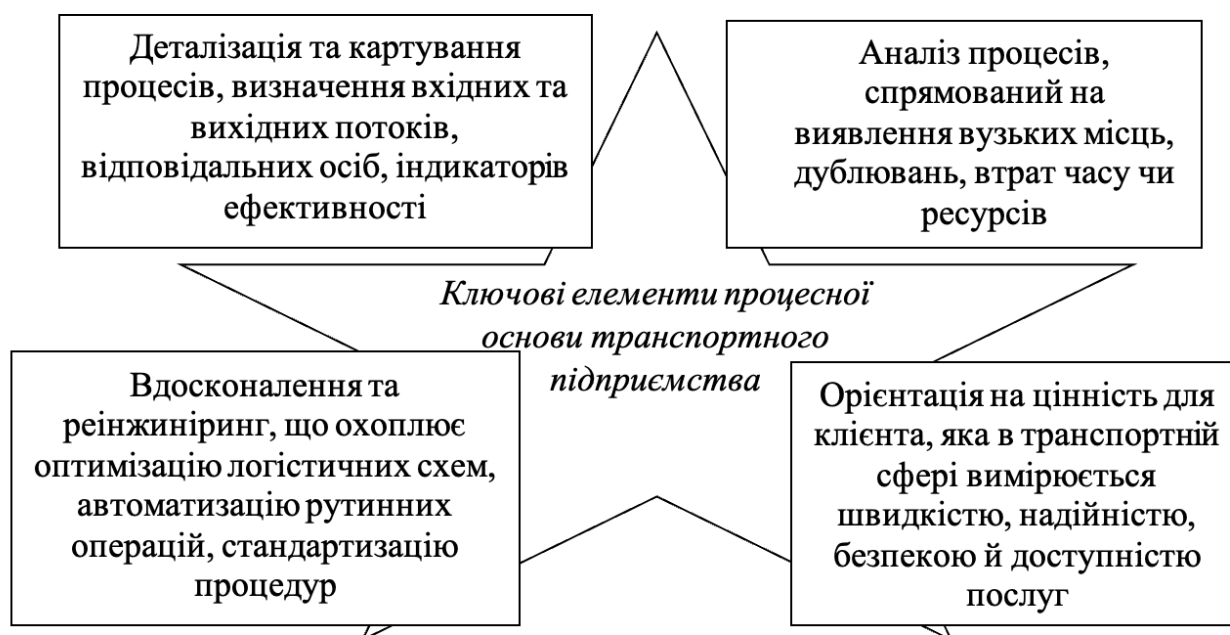 Деталізація та картування
процесів, визначення вхідних та
вихідних потоків,
відповідальних осіб, індикаторів
ефективності
Аналіз процесів,
спрямований на
виявлення вузьких місць,
дублювань, втрат часу чи
ресурсів
Ключові елементи процесної
основи транспортного
підприємства
Вдосконалення та
реінжиніринг, що охоплює
оптимізацію логістичних схем,
автоматизацію рутинних
операцій, стандартизацію
процедур
Орієнтація на цінність для
клієнта, яка в транспортній
сфері вимірюється
швидкістю, надійністю,
безпекою й доступністю
послуг